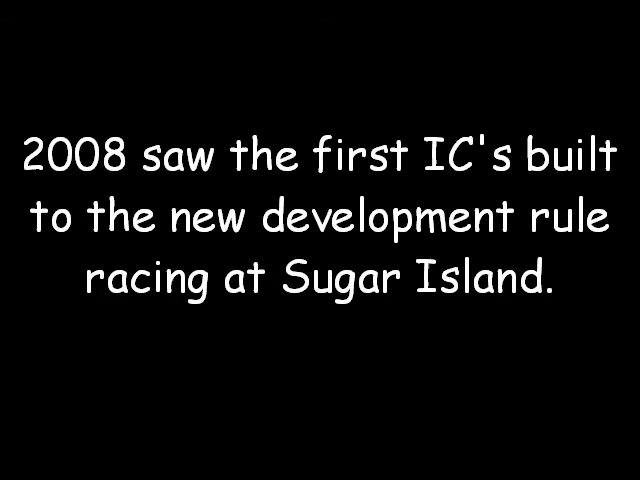 2008 saw the first IC's built
to the new development rule
racing at Sugar Island.